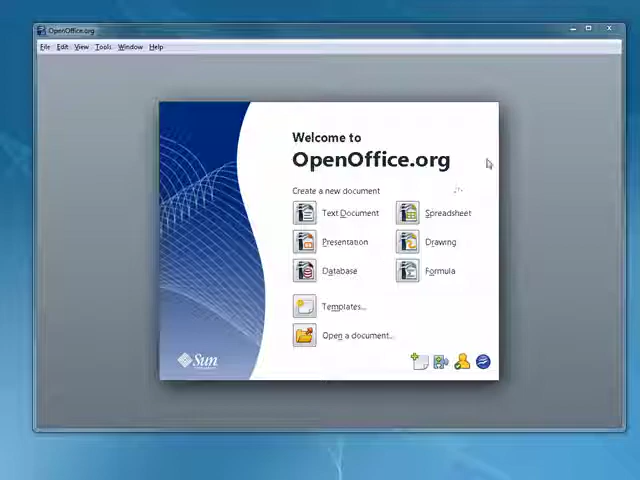 OpenOffice.org
File Edit View Tools Window Help
Welcome to
OpenOffice.org
Create a new document
Text Document Spreadsheet
Presentation Drawing
Database Formula
Templates...
Open a document...
Sun